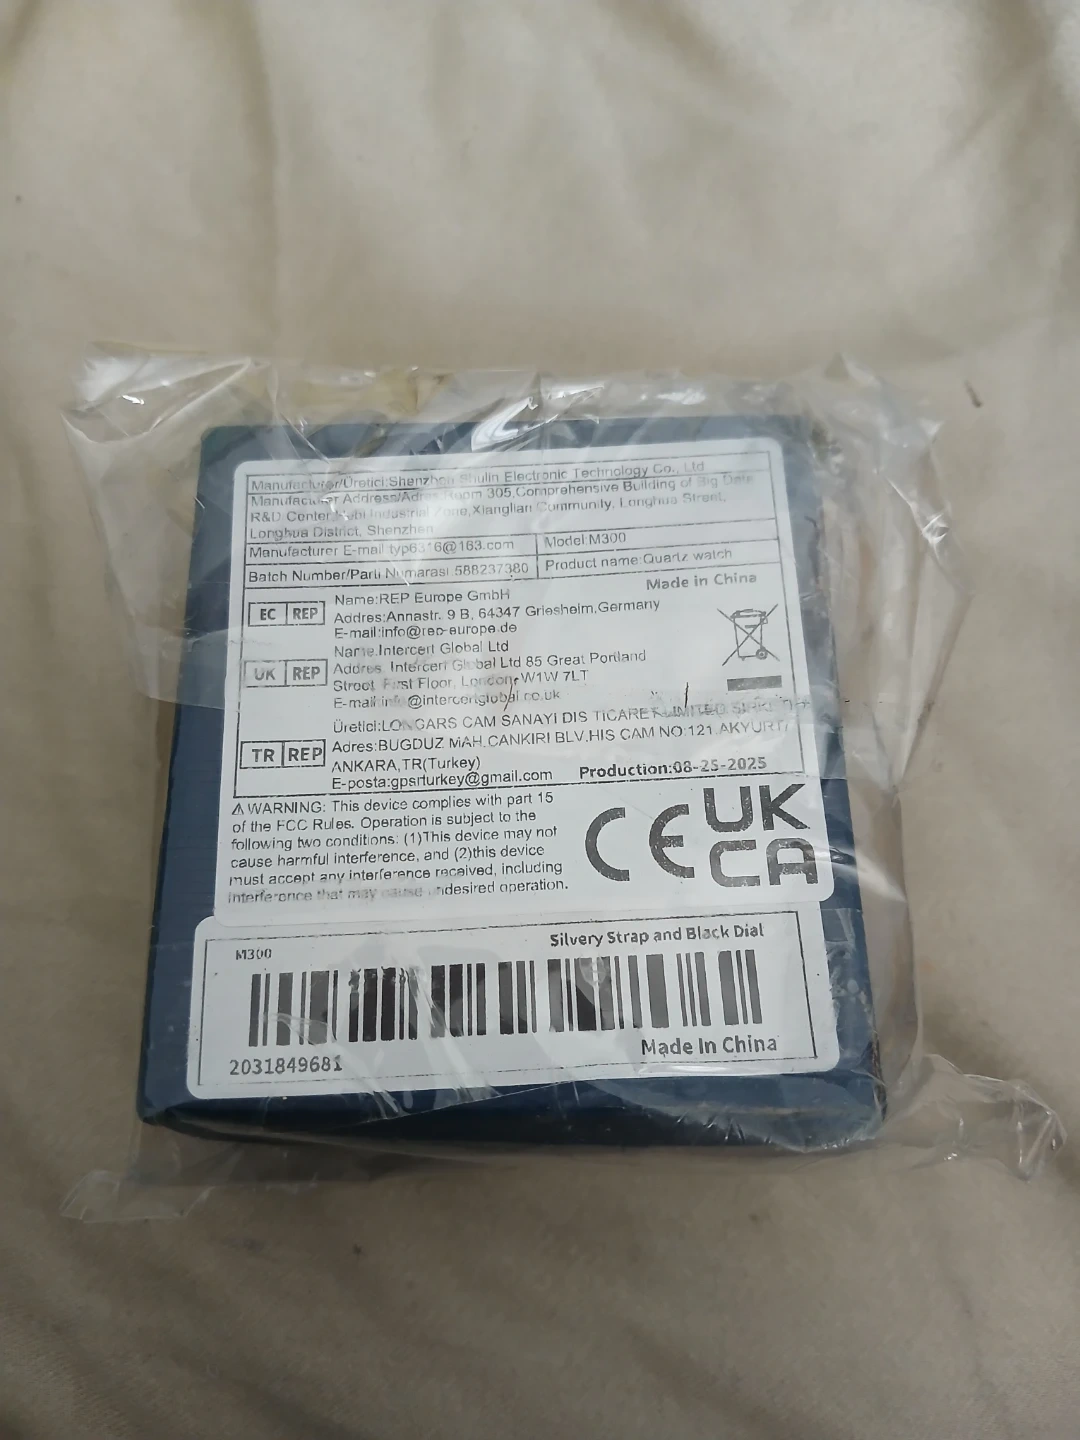 Manufacturer/Üretici:Shenzhen Shulin Electronic Technology Co., Ltd
Manufacturer Address/Adres:Room 305,Comprehensive Building of Big Data
R&D Center,Hebi Industrial Zone,Xianglian Community, Longhua Street,
Longhua District, Shenzhen
Manufacturer E-mail:typ6316@163.com
Model:M300
Batch Number/Parti Numarası 588237380
Product name:Quartz watch
Made in China
EC REP
Name:REP Europe GmbH
Addres:Annastr. 9 B, 64347 Griesheim,Germany
E-mail:info@rep-europe.de
UK REP
Name:Intercert Global Ltd
Addres: Intercert Global Ltd 85 Great Portland
Street, First Floor, London, W1W 7LT
E-mail:info@intercertglobal.co.uk
TR REP
Üretici:LONGARS CAM SANAYİ DIS TICARET LIMITED
Adres:BUGDUZ MAH.CANKIRI BLV.HIS CAM NO:121 AKYURT/
ANKARA,TR(Turkey)
E-posta:gpsrturkey@gmail.com
Production:08-25-2025
⚠ WARNING: This device complies with part 15
of the FCC Rules. Operation is subject to the
following two conditions: (1)This device may not
cause harmful interference, and (2)this device
must accept any interference received, including
interference that may cause undesired operation.
CE
UK
CA
M300
Silvery Strap and Black Dial
2031849681
Made In China